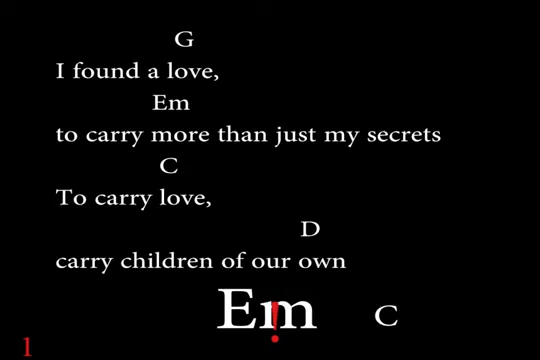 G
I found a love,
Em
to carry more than just my secrets
C
To carry love,
D
carry children of our own
Em C
!
1